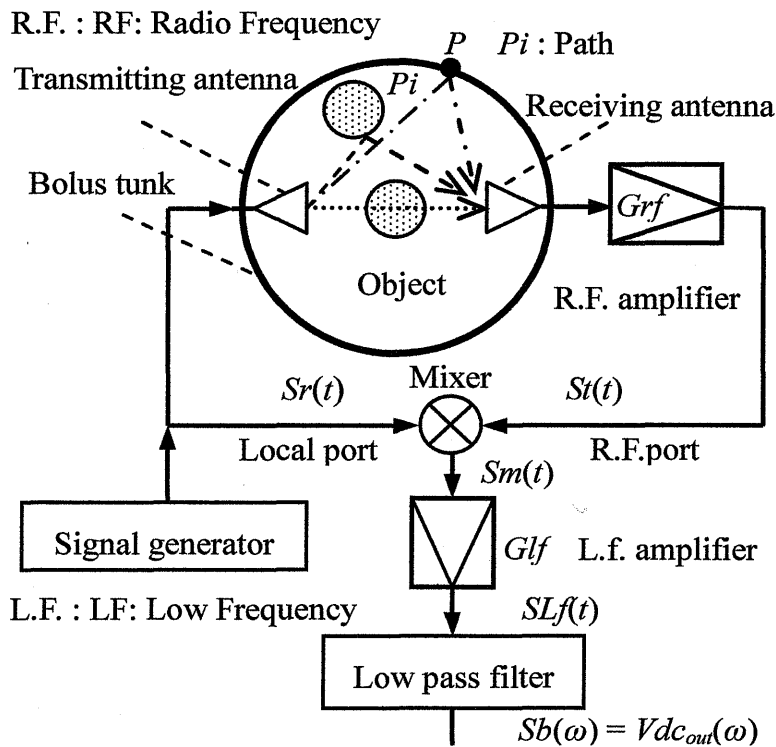 R.F. : RF: Radio Frequency
P
Pi : Path
Transmitting antenna
Pi
Receiving antenna
Bolus tunk
Grf
Object
R.F. amplifier
Mixer
Sr(t)
St(t)
Local port
R.F.port
Sm(t)
Signal generator
Glf
L.f. amplifier
L.F. : LF: Low Frequency
SLf(t)
Low pass filter
Sb(ω) = Vdcout(ω)